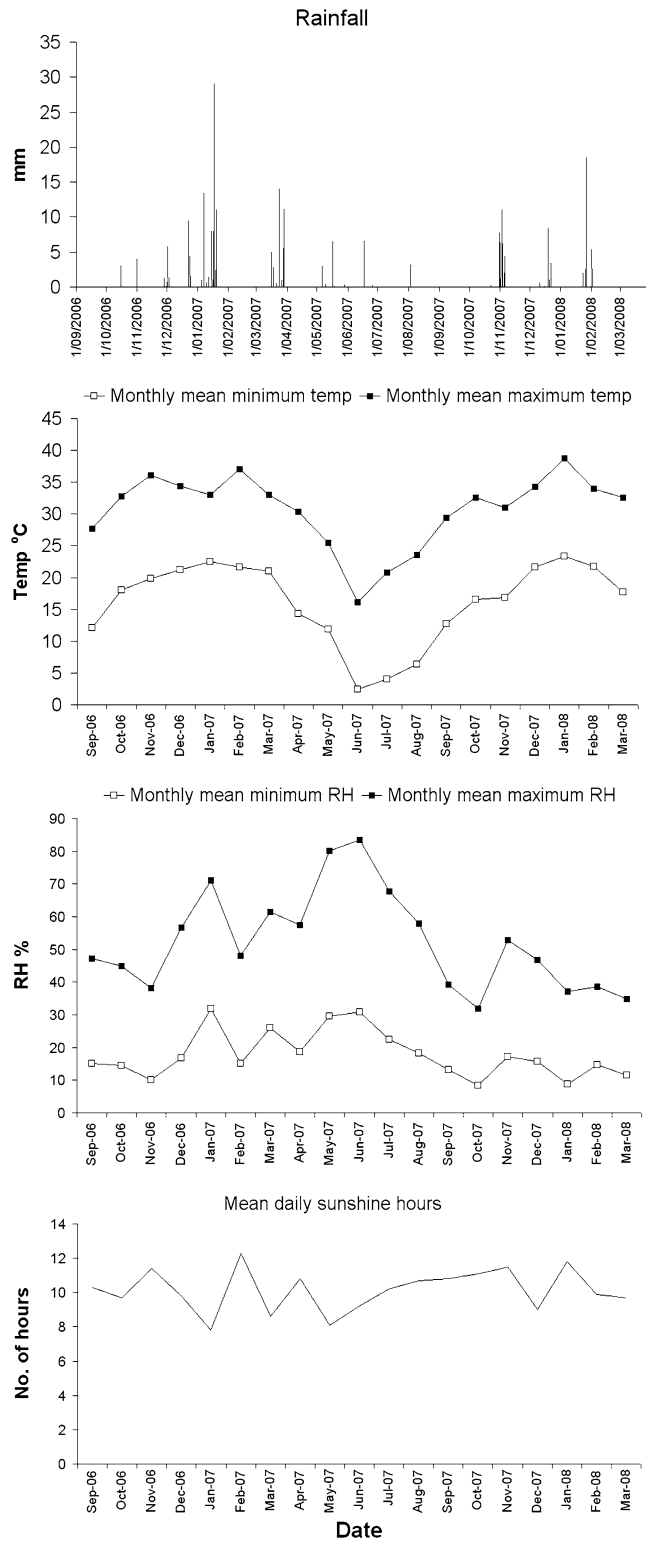 Rainfall
35
30
25
20
15
10
5
0
mm
1/09/2006 1/10/2006 1/11/2006 1/12/2006 1/01/2007 1/02/2007 1/03/2007 1/04/2007 1/05/2007 1/06/2007 1/07/2007 1/08/2007 1/09/2007 1/10/2007 1/11/2007 1/12/2007 1/01/2008 1/02/2008 1/03/2008
Monthly mean minimum temp Monthly mean maximum temp
45
40
35
30
25
20
15
10
5
0
Temp ºC
Sep-06 Oct-06 Nov-06 Dec-06 Jan-07 Feb-07 Mar-07 Apr-07 May-07 Jun-07 Jul-07 Aug-07 Sep-07 Oct-07 Nov-07 Dec-07 Jan-08 Feb-08 Mar-08
Monthly mean minimum RH Monthly mean maximum RH
90
80
70
60
50
40
30
20
10
0
RH %
Sep-06 Oct-06 Nov-06 Dec-06 Jan-07 Feb-07 Mar-07 Apr-07 May-07 Jun-07 Jul-07 Aug-07 Sep-07 Oct-07 Nov-07 Dec-07 Jan-08 Feb-08 Mar-08
Mean daily sunshine hours
14
12
10
8
6
4
2
0
No. of hours
Sep-06 Oct-06 Nov-06 Dec-06 Jan-07 Feb-07 Mar-07 Apr-07 May-07 Jun-07 Jul-07 Aug-07 Sep-07 Oct-07 Nov-07 Dec-07 Jan-08 Feb-08 Mar-08
Date